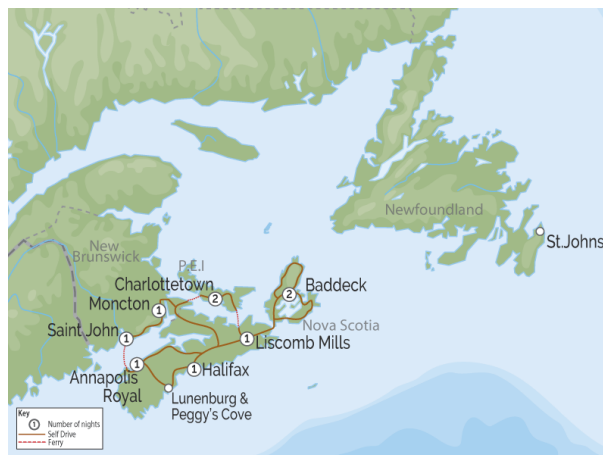 Newfoundland
St.Johns
New
Brunswick
P.E.I
Charlottetown
2
Baddeck
2
Moncton
1
Nova Scotia
Saint John
1
1
Liscomb Mills
1
Halifax
1
Annapolis
Royal
Lunenburg &
Peggy's Cove
Key
1 Number of nights
Self Drive
Ferry